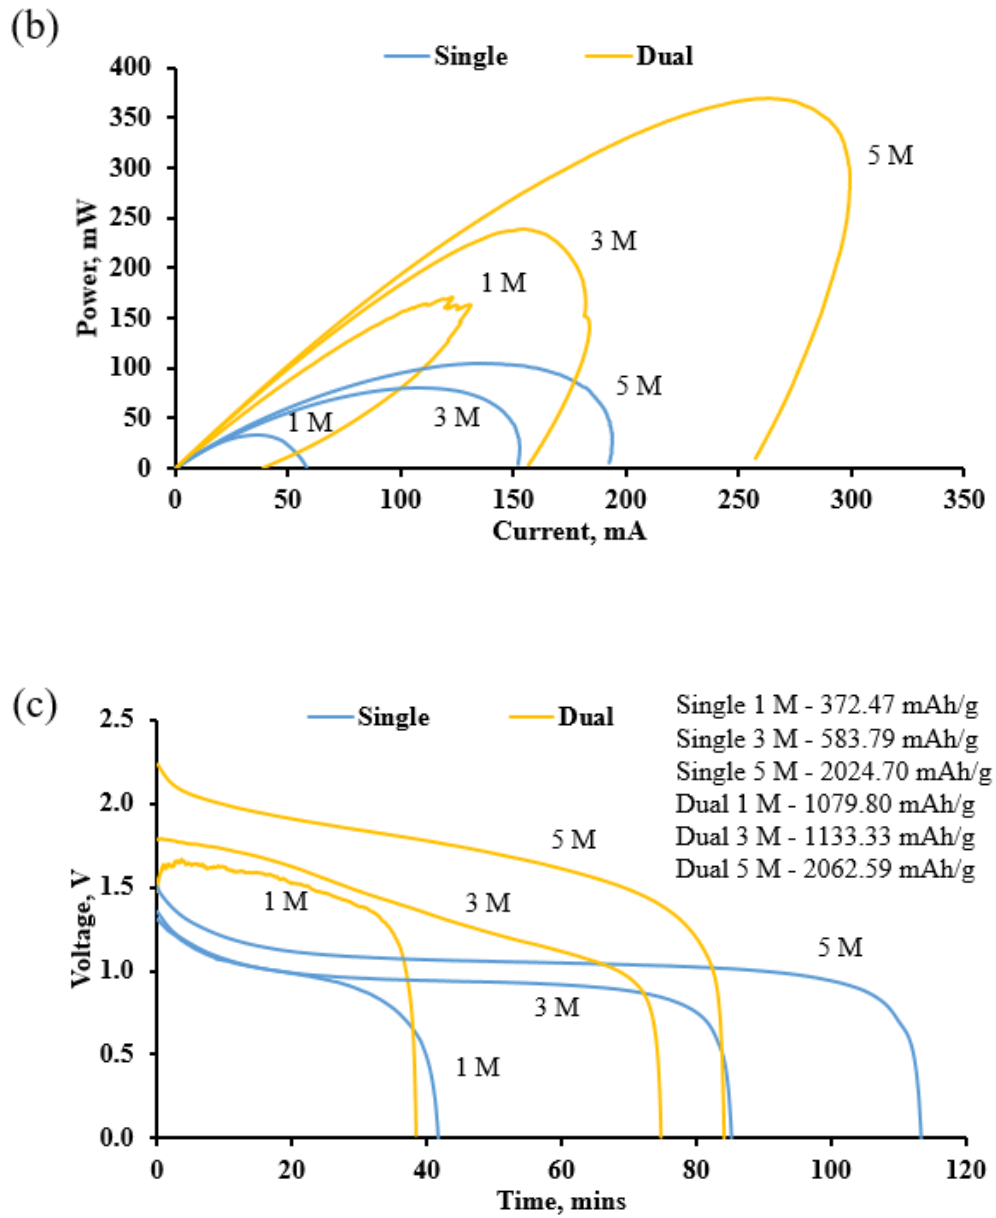 (b)
Single Dual
400
350
300
250
200
150
100
50
0
Power, mW
5 M
3 M
1 M
5 M
3 M
1 M
0 50 100 150 200 250 300 350
Current, mA
(c)
Single Dual
Single 1 M - 372.47 mAh/g
Single 3 M - 583.79 mAh/g
Single 5 M - 2024.70 mAh/g
Dual 1 M - 1079.80 mAh/g
Dual 3 M - 1133.33 mAh/g
Dual 5 M - 2062.59 mAh/g
2.5
2.0
1.5
1.0
0.5
0.0
Voltage, V
5 M
1 M
3 M
5 M
3 M
1 M
0 20 40 60 80 100 120
Time, mins